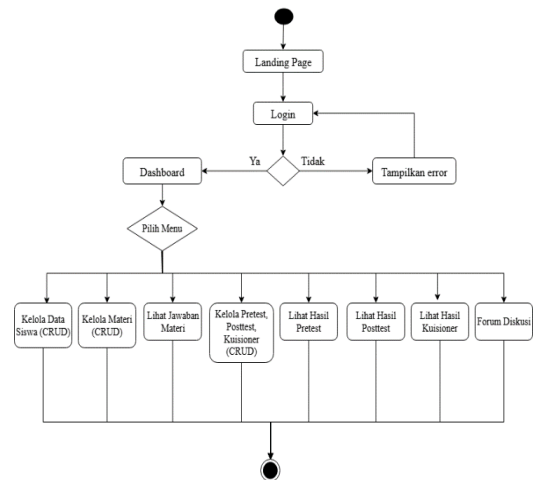 Landing Page
Login
Ya
Tidak
Dashboard
Tampilkan error
Pilih Menu
Kelola Data
Siswa (CRUD)
Kelola Materi
(CRUD)
Lihat Jawaban
Materi
Kelola Pretest,
Posttest,
Kuisioner
(CRUD)
Lihat Hasil
Pretest
Lihat Hasil
Posttest
Lihat Hasil
Kuisioner
Forum Diskusi